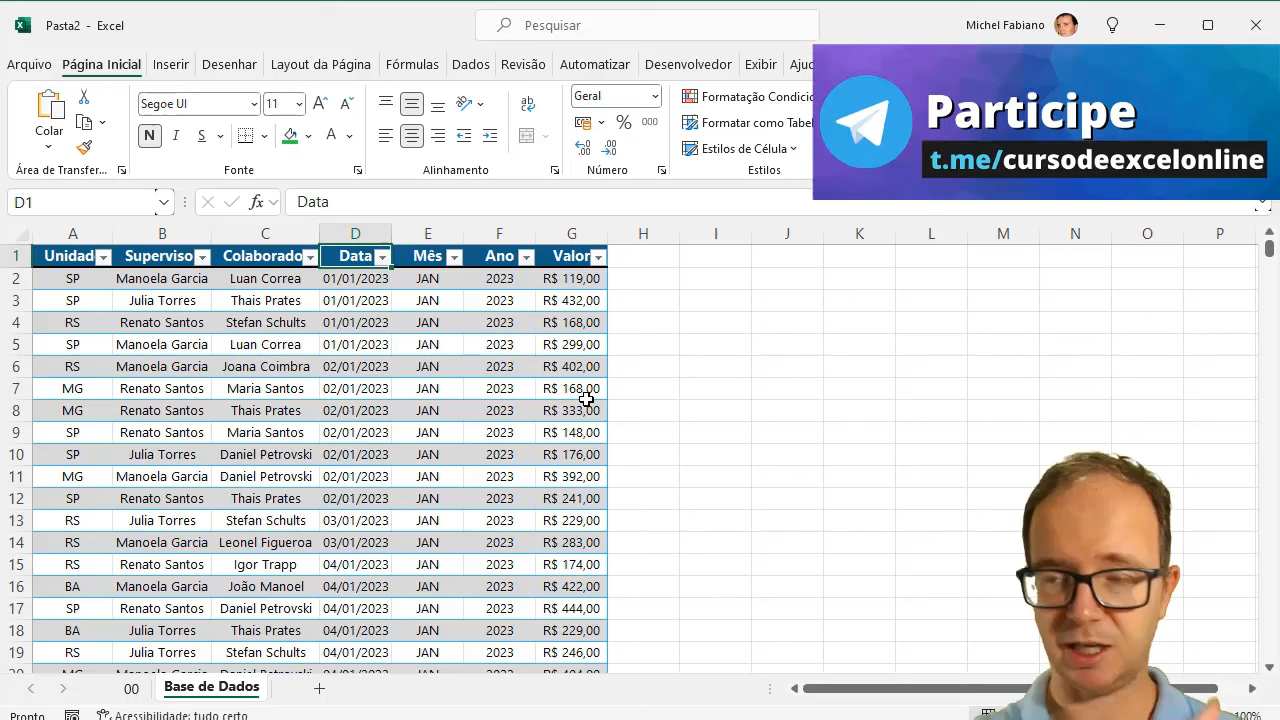 Pasta2 - Excel
Pesquisar
Michel Fabiano
Arquivo Página Inicial Inserir Desenhar Layout da Página Fórmulas Dados Revisão Automatizar Desenvolvedor Exibir Aju
Participe
t.me/cursodeexcelonline
Colar
Segoe UI 11
N I S
A A
Geral
% 000
Formatação Condicio
Formatar como Tabel
Estilos de Célula
Área de Transfer... Fonte Alinhamento Número Estilos
D1 fx Data
A B C D E F G H I J K L M N O P
1 Unidad Superviso Colaborado Data Mês Ano Valor
2 SP Manoela Garcia Luan Correa 01/01/2023 JAN 2023 R$ 119,00
3 SP Julia Torres Thais Prates 01/01/2023 JAN 2023 R$ 432,00
4 RS Renato Santos Stefan Schults 01/01/2023 JAN 2023 R$ 168,00
5 SP Manoela Garcia Luan Correa 01/01/2023 JAN 2023 R$ 299,00
6 RS Manoela Garcia Joana Coimbra 02/01/2023 JAN 2023 R$ 402,00
7 MG Renato Santos Maria Santos 02/01/2023 JAN 2023 R$ 168,00
8 MG Renato Santos Thais Prates 02/01/2023 JAN 2023 R$ 333,00
9 SP Renato Santos Maria Santos 02/01/2023 JAN 2023 R$ 148,00
10 SP Julia Torres Daniel Petrovski 02/01/2023 JAN 2023 R$ 176,00
11 MG Manoela Garcia Daniel Petrovski 02/01/2023 JAN 2023 R$ 392,00
12 SP Renato Santos Thais Prates 02/01/2023 JAN 2023 R$ 241,00
13 RS Julia Torres Stefan Schults 03/01/2023 JAN 2023 R$ 229,00
14 RS Manoela Garcia Leonel Figueroa 03/01/2023 JAN 2023 R$ 283,00
15 RS Renato Santos Igor Trapp 04/01/2023 JAN 2023 R$ 174,00
16 BA Manoela Garcia João Manoel 04/01/2023 JAN 2023 R$ 422,00
17 SP Renato Santos Daniel Petrovski 04/01/2023 JAN 2023 R$ 444,00
18 BA Julia Torres Thais Prates 04/01/2023 JAN 2023 R$ 229,00
19 RS Julia Torres Stefan Schults 04/01/2023 JAN 2023 R$ 246,00
00 Base de Dados
Pronto Acessibilidade: tudo certo 100%